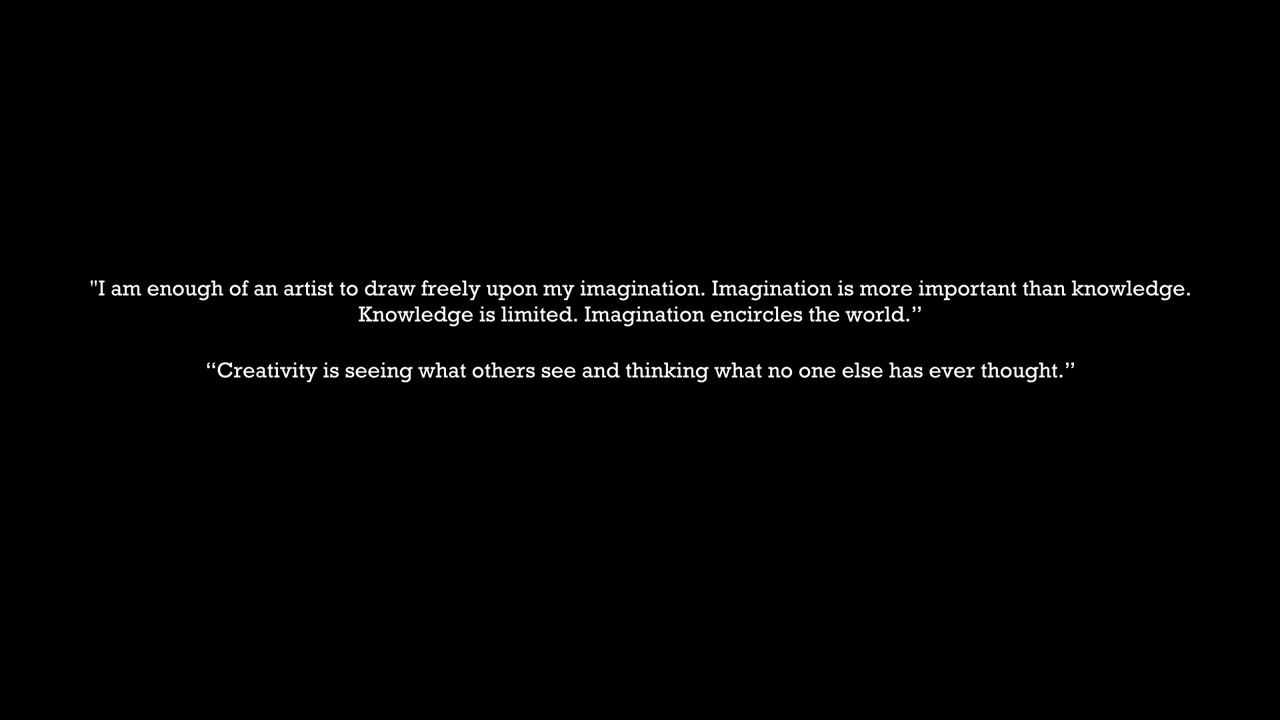 "I am enough of an artist to draw freely upon my imagination. Imagination is more important than knowledge.
Knowledge is limited. Imagination encircles the world.”
“Creativity is seeing what others see and thinking what no one else has ever thought.”